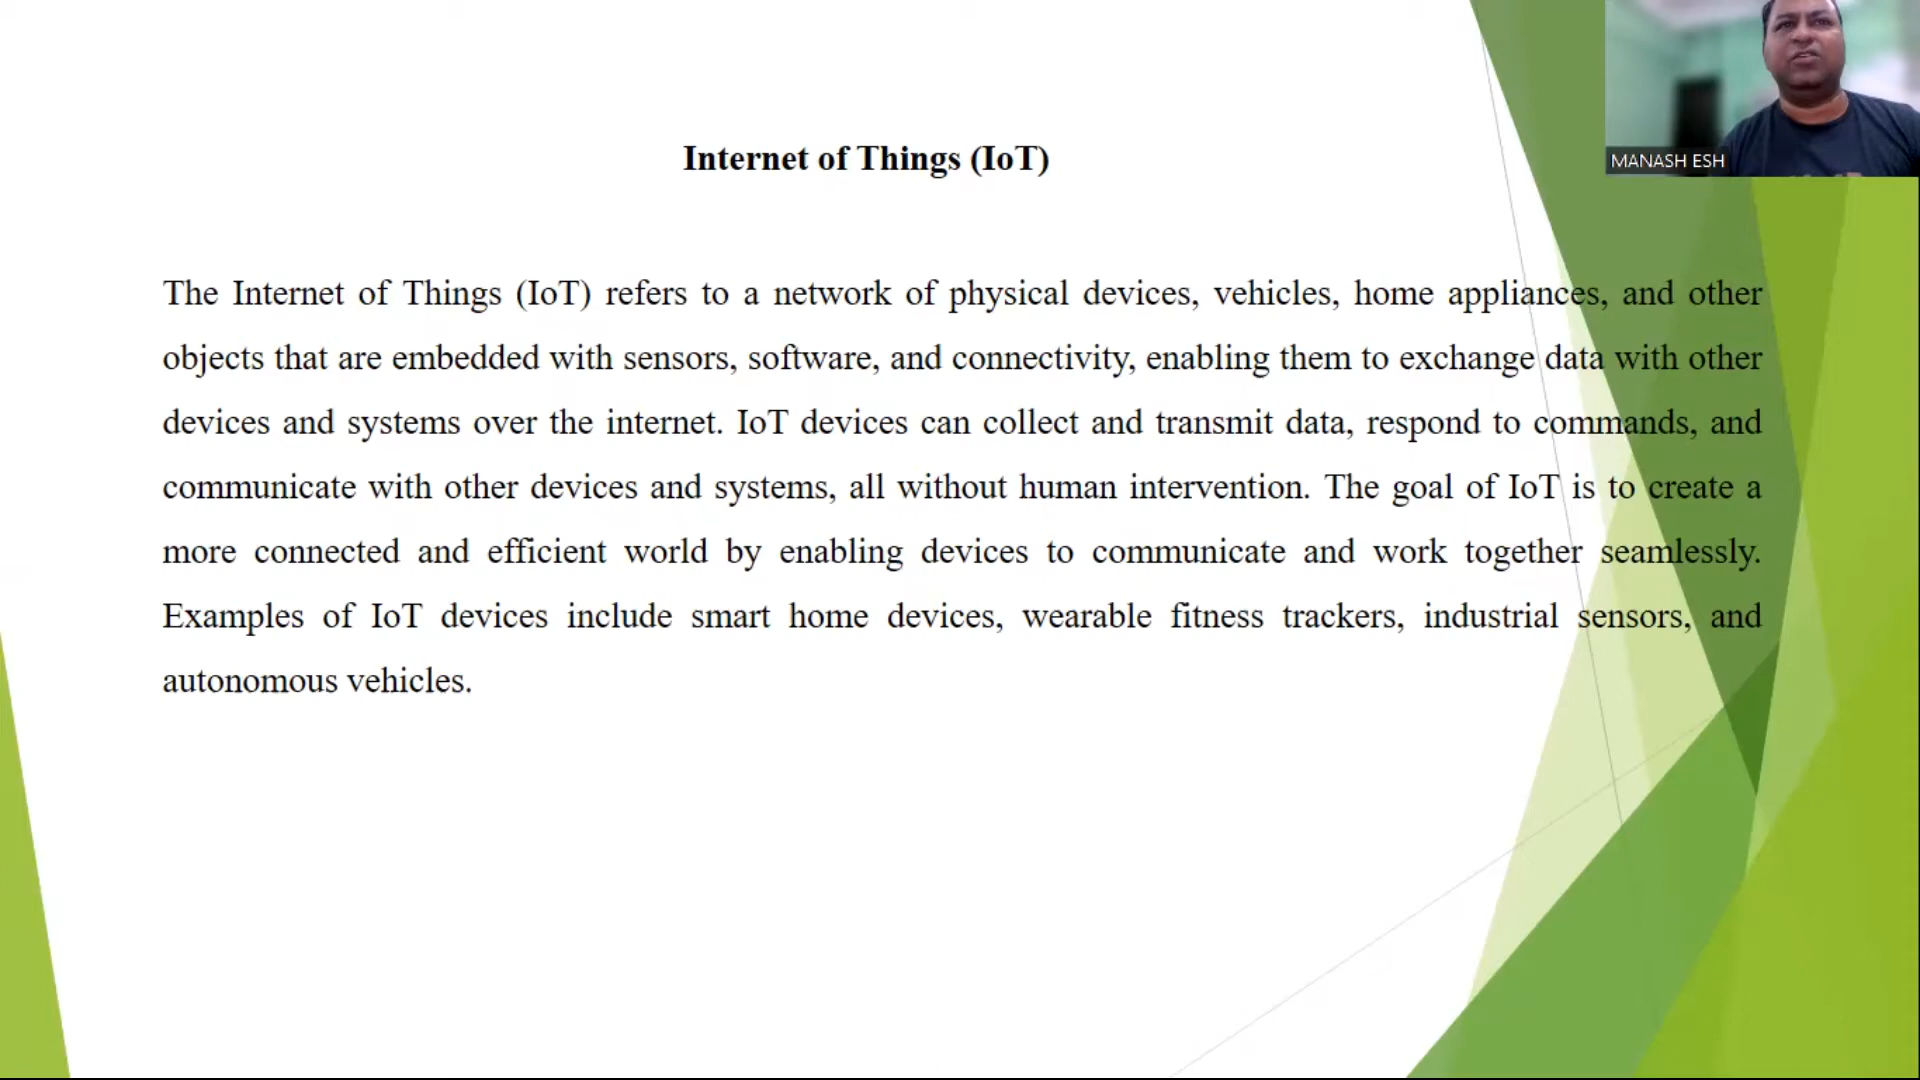 Internet of Things (IoT)
MANASH ESH
The Internet of Things (IoT) refers to a network of physical devices, vehicles, home appliances, and other
objects that are embedded with sensors, software, and connectivity, enabling them to exchange data with other
devices and systems over the internet. IoT devices can collect and transmit data, respond to commands, and
communicate with other devices and systems, all without human intervention. The goal of IoT is to create a
more connected and efficient world by enabling devices to communicate and work together seamlessly.
Examples of IoT devices include smart home devices, wearable fitness trackers, industrial sensors, and
autonomous vehicles.